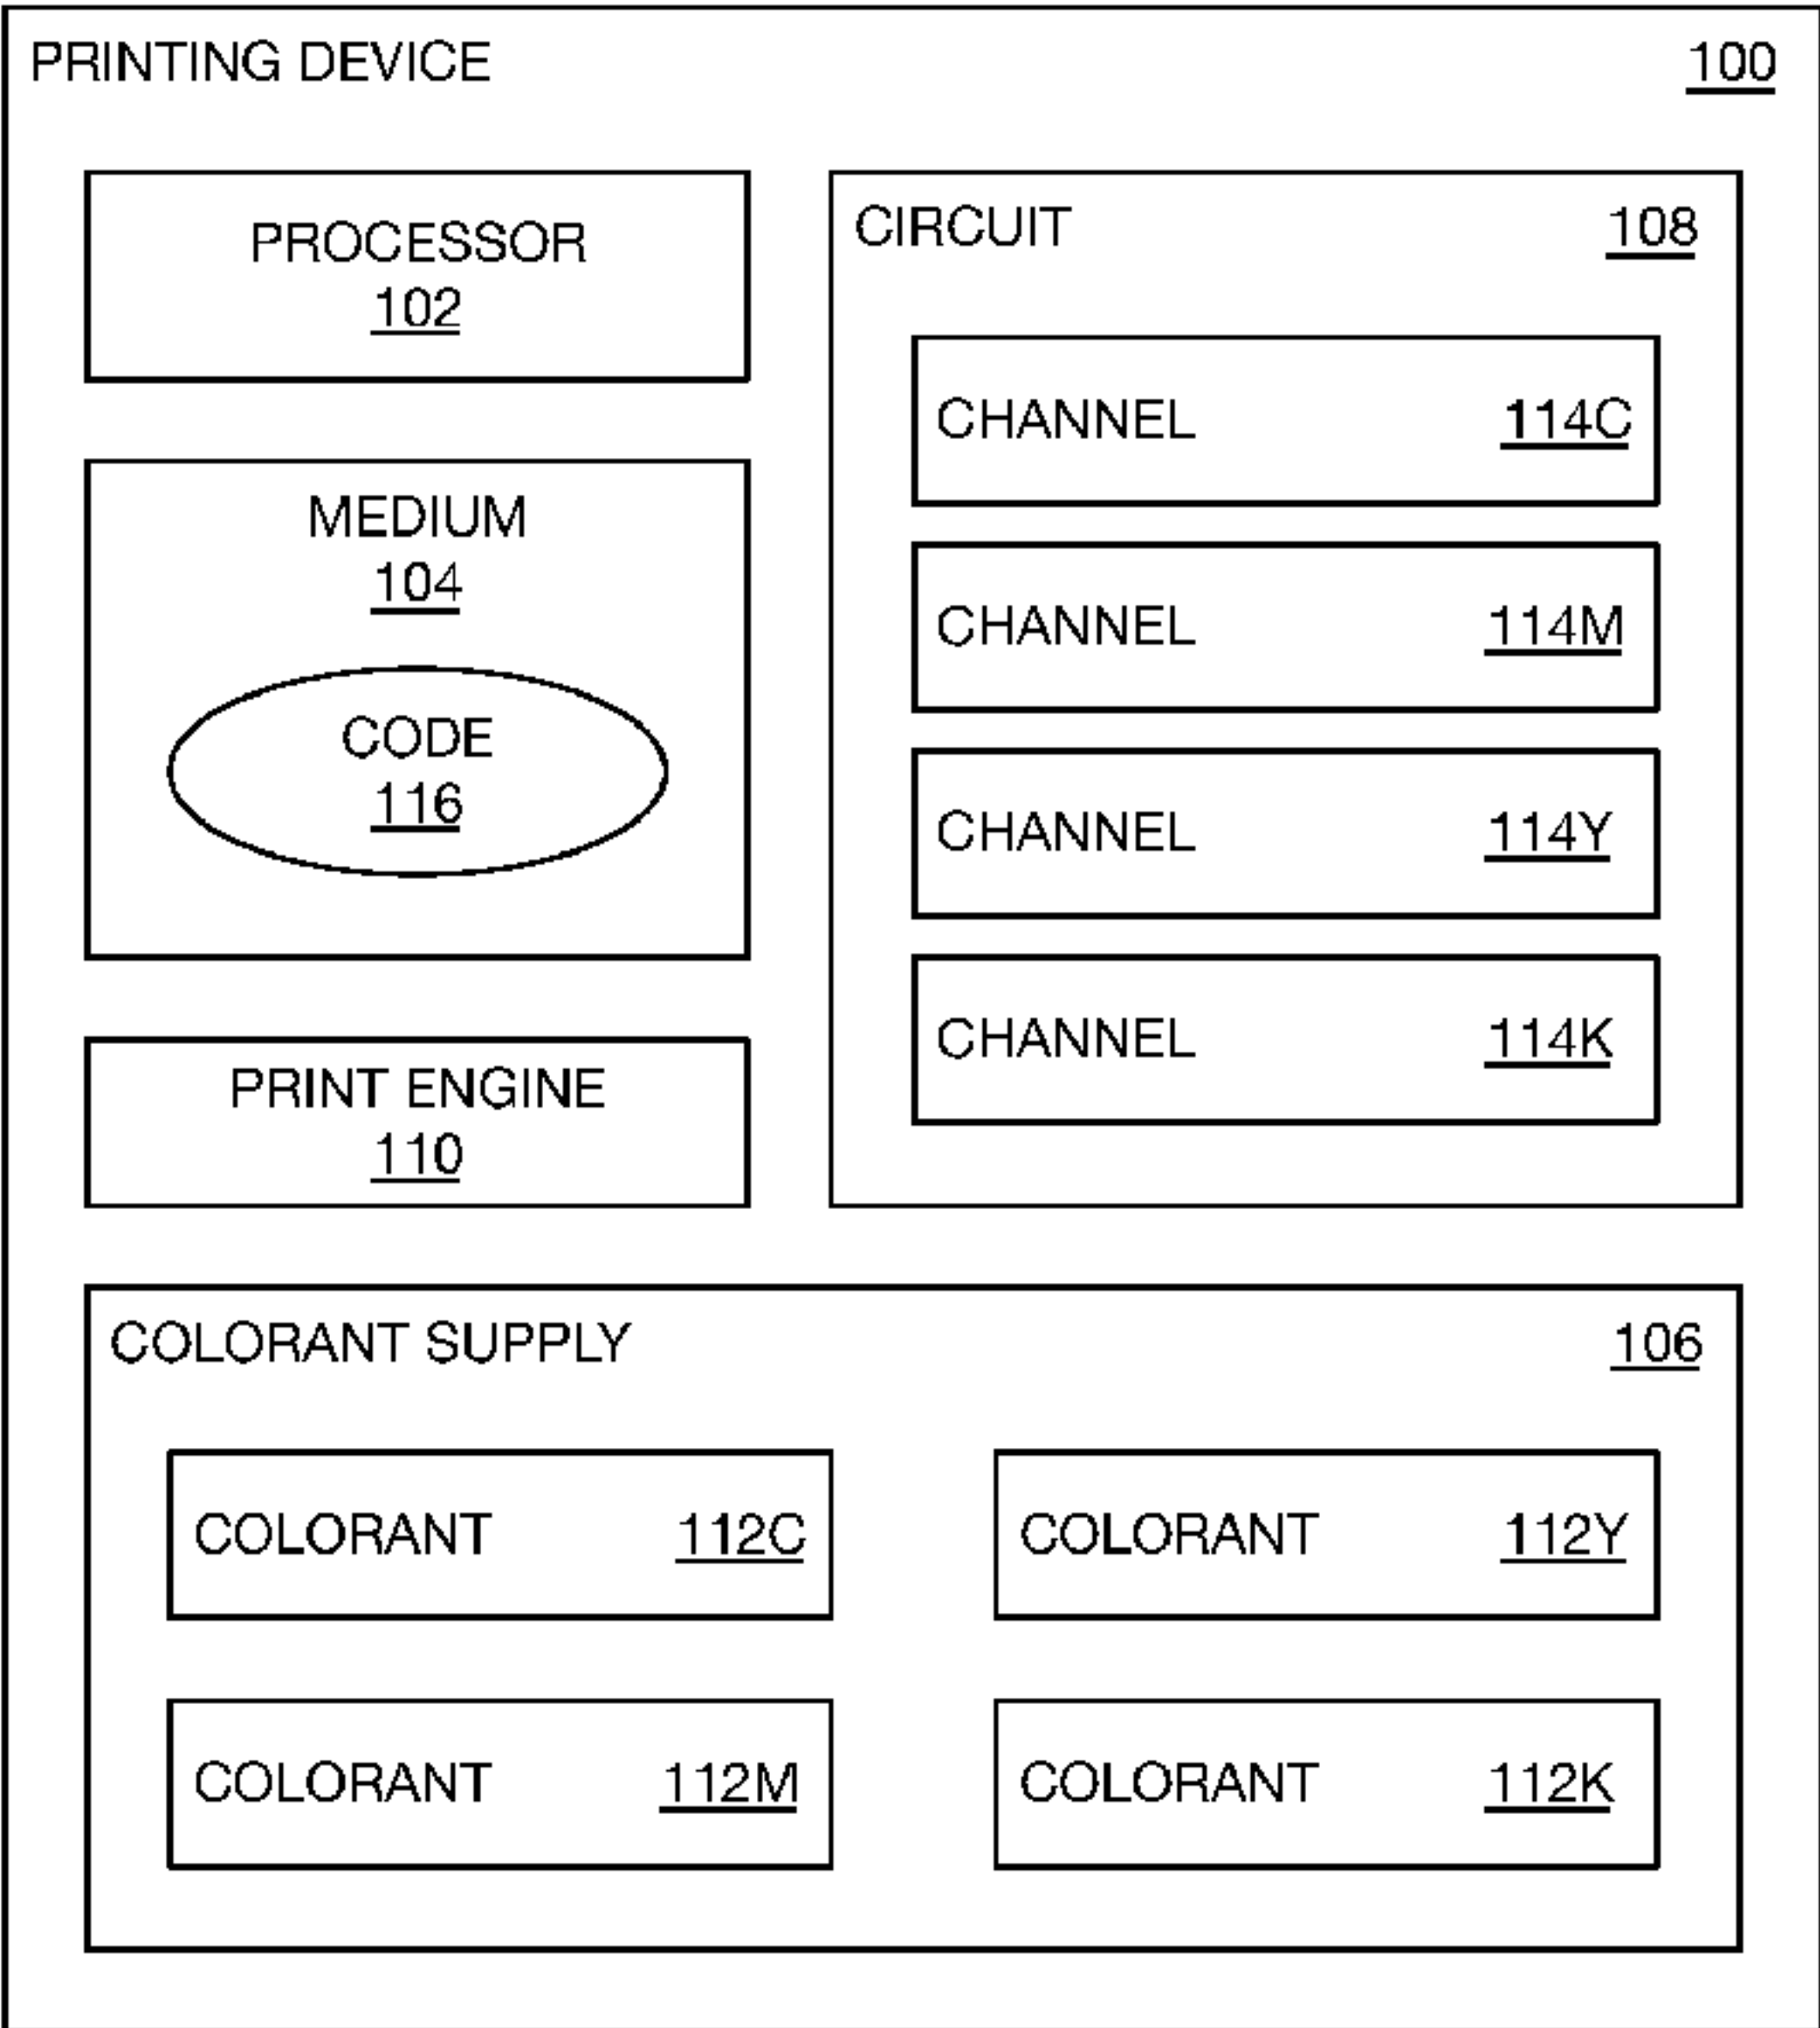 PRINTING DEVICE 100
PROCESSOR
102
MEDIUM
104
CODE
116
PRINT ENGINE
110
CIRCUIT 108
CHANNEL 114C
CHANNEL 114M
CHANNEL 114Y
CHANNEL 114K
COLORANT SUPPLY 106
COLORANT 112C
COLORANT 112Y
COLORANT 112M
COLORANT 112K